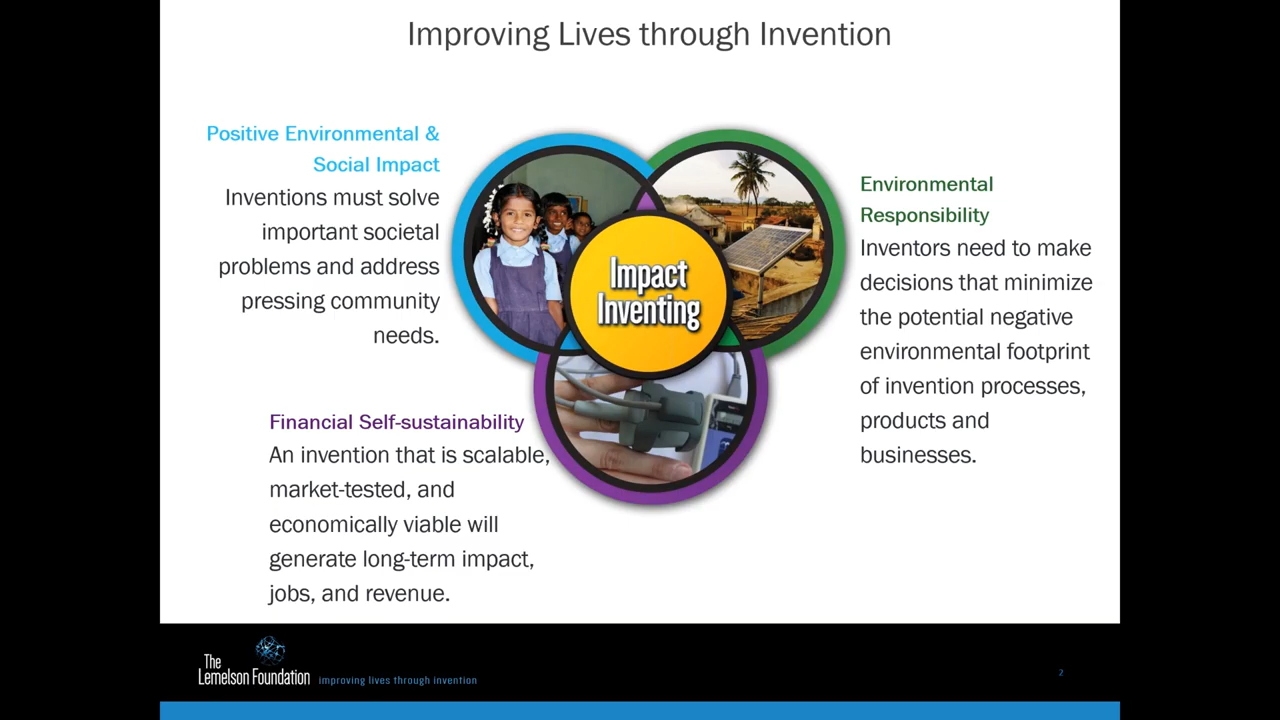 Improving Lives through Invention
Positive Environmental &
Social Impact
Inventions must solve
important societal
problems and address
pressing community
needs.
Impact
Inventing
Environmental
Responsibility
Inventors need to make
decisions that minimize
the potential negative
environmental footprint
of invention processes,
products and
businesses.
Financial Self-sustainability
An invention that is scalable,
market-tested, and
economically viable will
generate long-term impact,
jobs, and revenue.
The
Lemelson Foundation improving lives through invention
2